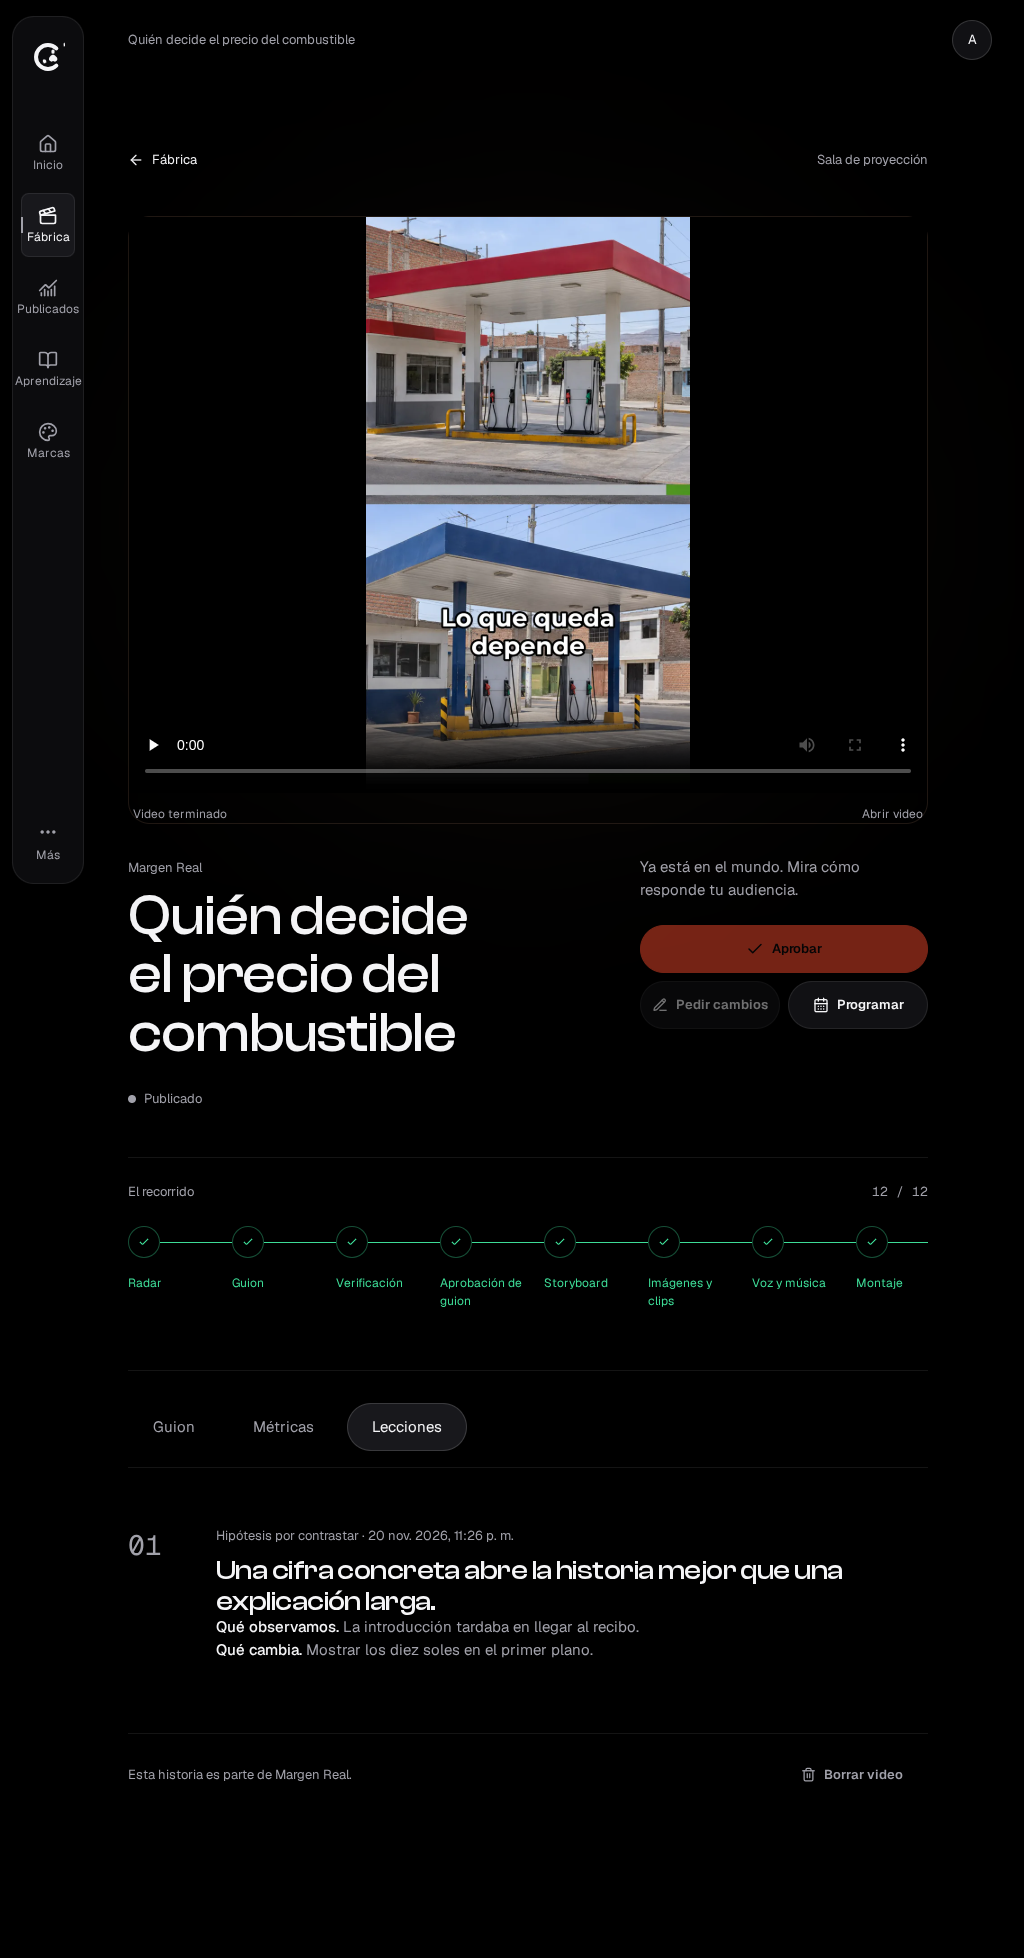 Quién decide el precio del combustible
A
Inicio
Fábrica
Publicados
Aprendizaje
Marcas
Más
Fábrica
Sala de proyección
Lo que queda
depende
0:00
Video terminado
Abrir video
Margen Real
Quién decide
el precio del
combustible
Publicado
Ya está en el mundo. Mira cómo
responde tu audiencia.
Aprobar
Pedir cambios
Programar
El recorrido
12 / 12
Radar
Guion
Verificación
Aprobación de
guion
Storyboard
Imágenes y
clips
Voz y música
Montaje
Guion
Métricas
Lecciones
01
Hipótesis por contrastar · 20 nov. 2026, 11:26 p. m.
Una cifra concreta abre la historia mejor que una
explicación larga.
Qué observamos. La introducción tardaba en llegar al recibo.
Qué cambia. Mostrar los diez soles en el primer plano.
Esta historia es parte de Margen Real.
Borrar video